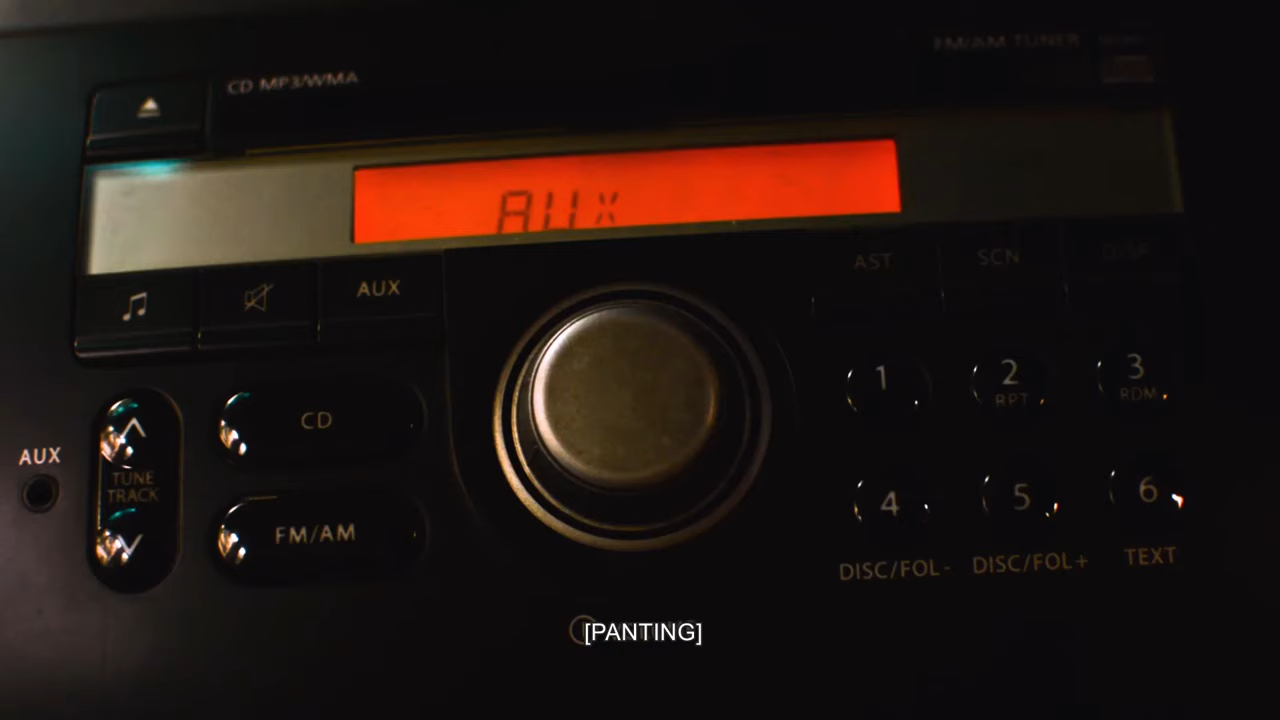 FM/AM TUNER
CD MP3/WMA
AUX
AUX
AST
SCN
DISP
1
2
RPT
3
RDM
CD
AUX
TUNE
TRACK
4
5
6
FM/AM
DISC/FOL-
DISC/FOL+
TEXT
[PANTING]